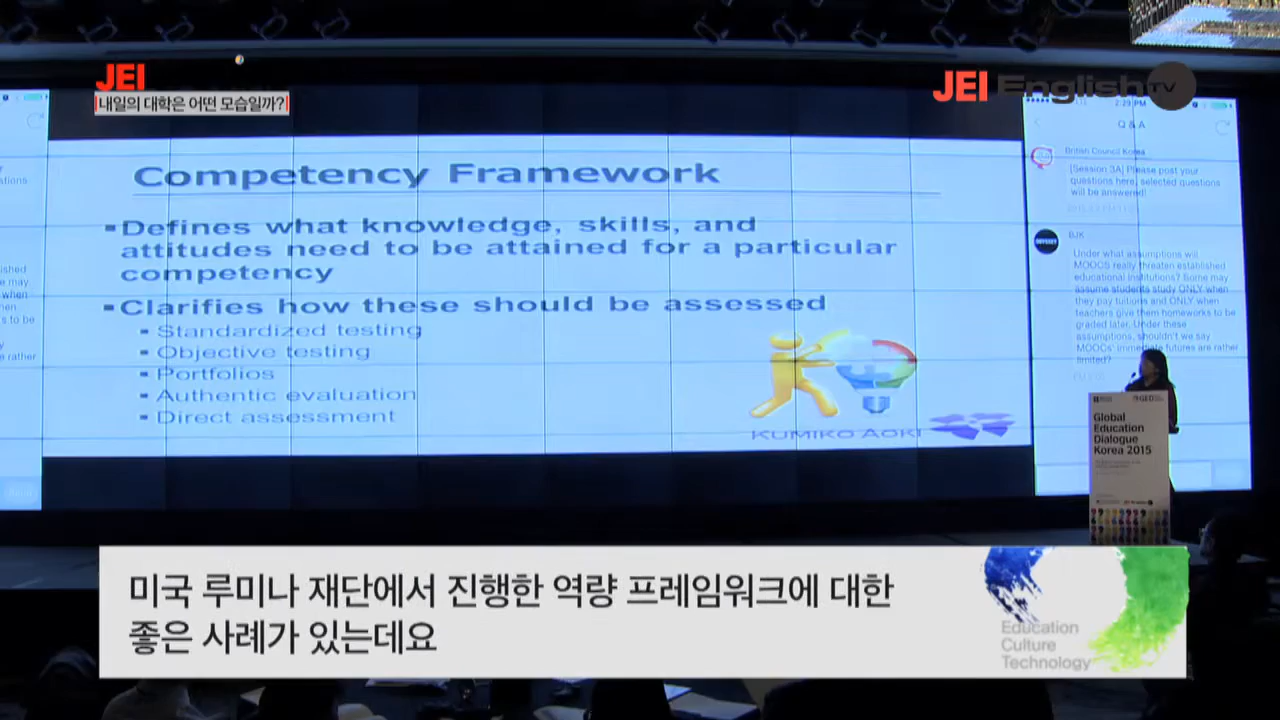 JEI
내일의 대학은 어떤 모습일까?
JEI English TV
Competency Framework
▪Defines what knowledge, skills, and
attitudes need to be attained for a particular
competency
▪Clarifies how these should be assessed
▪ Standardized testing
▪ Objective testing
▪ Portfolios
▪ Authentic evaluation
▪ Direct assessment
KUMIKO AOKI
2:29 PM
Q & A
British Council Korea
[Session 3A] Please post your
questions here, selected questions
will be answered!
BJK
Under what assumptions will
MOOCS really threaten established
educational institutions? Some may
assume students study ONLY when
they pay tuitions and ONLY when
teachers give them homeworks to be
graded later. Under these
assumptions, shouldn't we say
MOOCs' immediate futures are rather
limited?
Global
Education
Dialogue
Korea 2015
미국 루미나 재단에서 진행한 역량 프레임워크에 대한
좋은 사례가 있는데요
Education
Culture
Technology